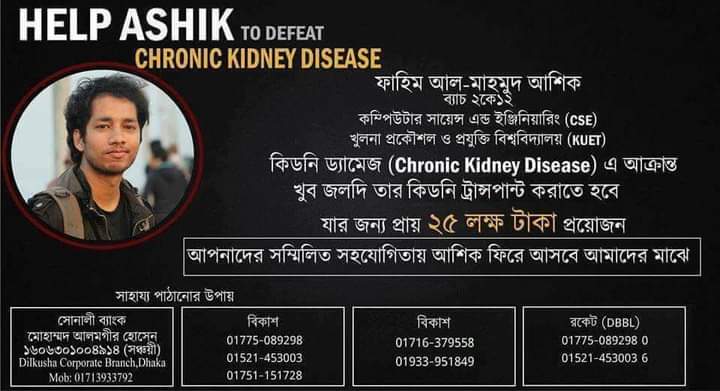 HELP ASHIK TO DEFEAT
CHRONIC KIDNEY DISEASE
ফাহিম আল-মাহমুদ আশিক
ব্যাচ ২কে১২
কম্পিউটার সায়েন্স এন্ড ইঞ্জিনিয়ারিং (CSE)
খুলনা প্রকৌশল ও প্রযুক্তি বিশ্ববিদ্যালয় (KUET)
কিডনি ড্যামেজ (Chronic Kidney Disease) এ আক্রান্ত
খুব জলদি তার কিডনি ট্রান্সপান্ট করাতে হবে
যার জন্য প্রায় ২৫ লক্ষ টাকা প্রয়োজন
আপনাদের সম্মিলিত সহযোগিতায় আশিক ফিরে আসবে আমাদের মাঝে
সাহায্য পাঠানোর উপায়
সোনালী ব্যাংক
মোহাম্মদ আলমগীর হোসেন
১৬০৬৩০১০০৪৯১৪ (সঞ্চয়ী)
Dilkusha Corporate Branch,Dhaka
Mob: 01713933792
বিকাশ
01775-089298
01521-453003
01751-151728
বিকাশ
01716-379558
01933-951849
রকেট (DBBL)
01775-089298 0
01521-453003 6